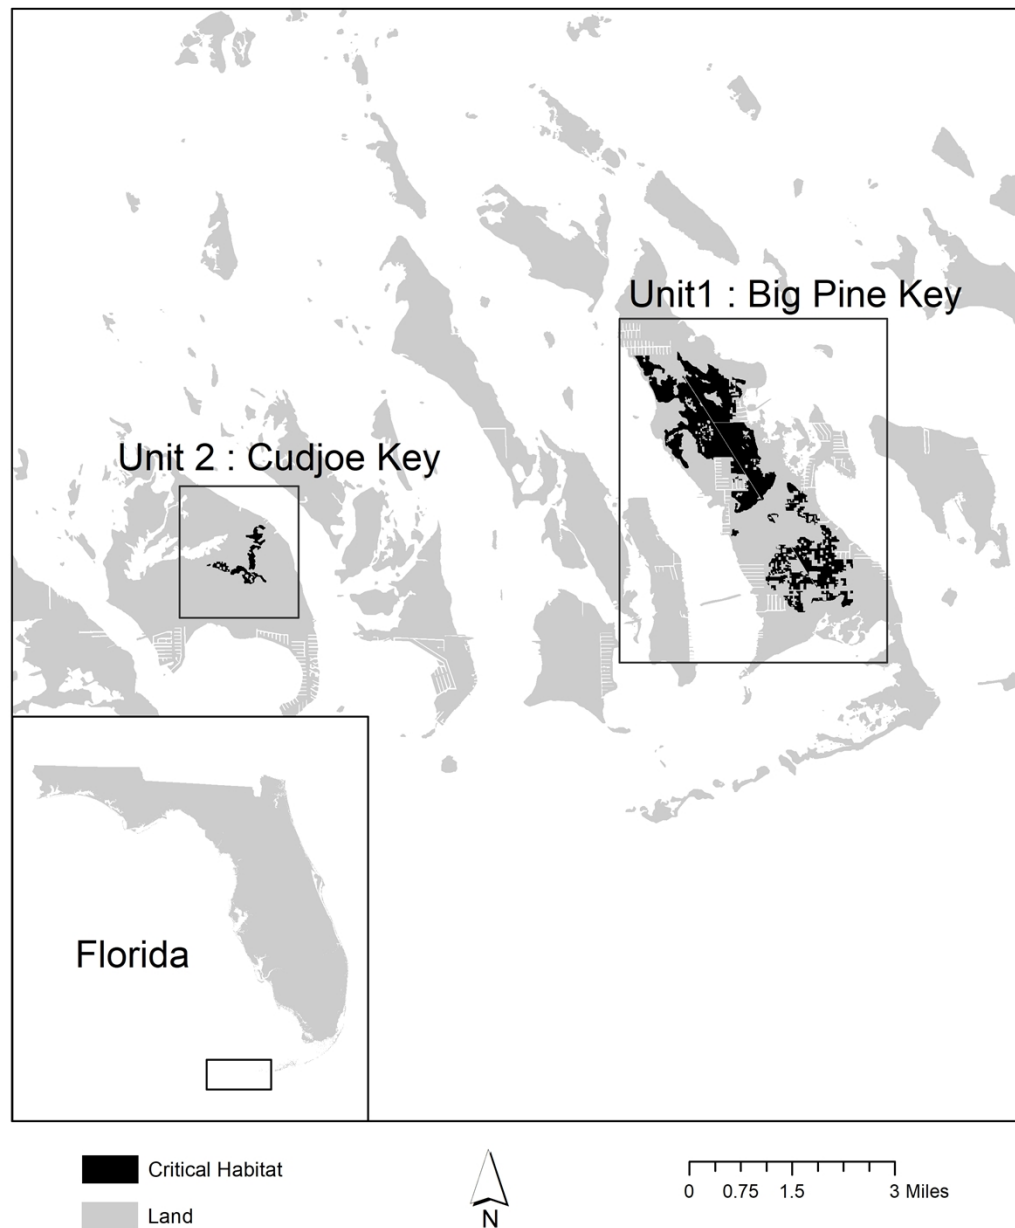 Unit1 : Big Pine Key
Unit 2 : Cudjoe Key
Florida
Critical Habitat
Land
N
0 0.75 1.5 3 Miles